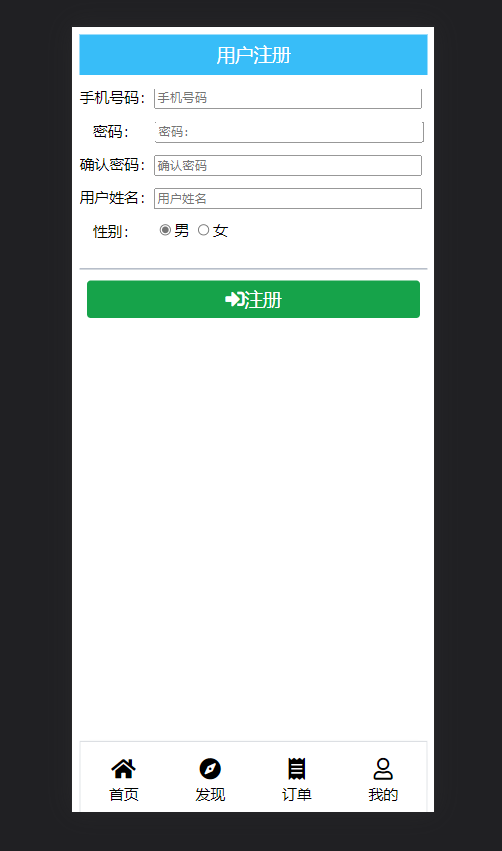 用户注册
手机号码： 手机号码
密码： 密码：
确认密码： 确认密码
用户姓名： 用户姓名
性别： 男 女
注册
首页 发现 订单 我的